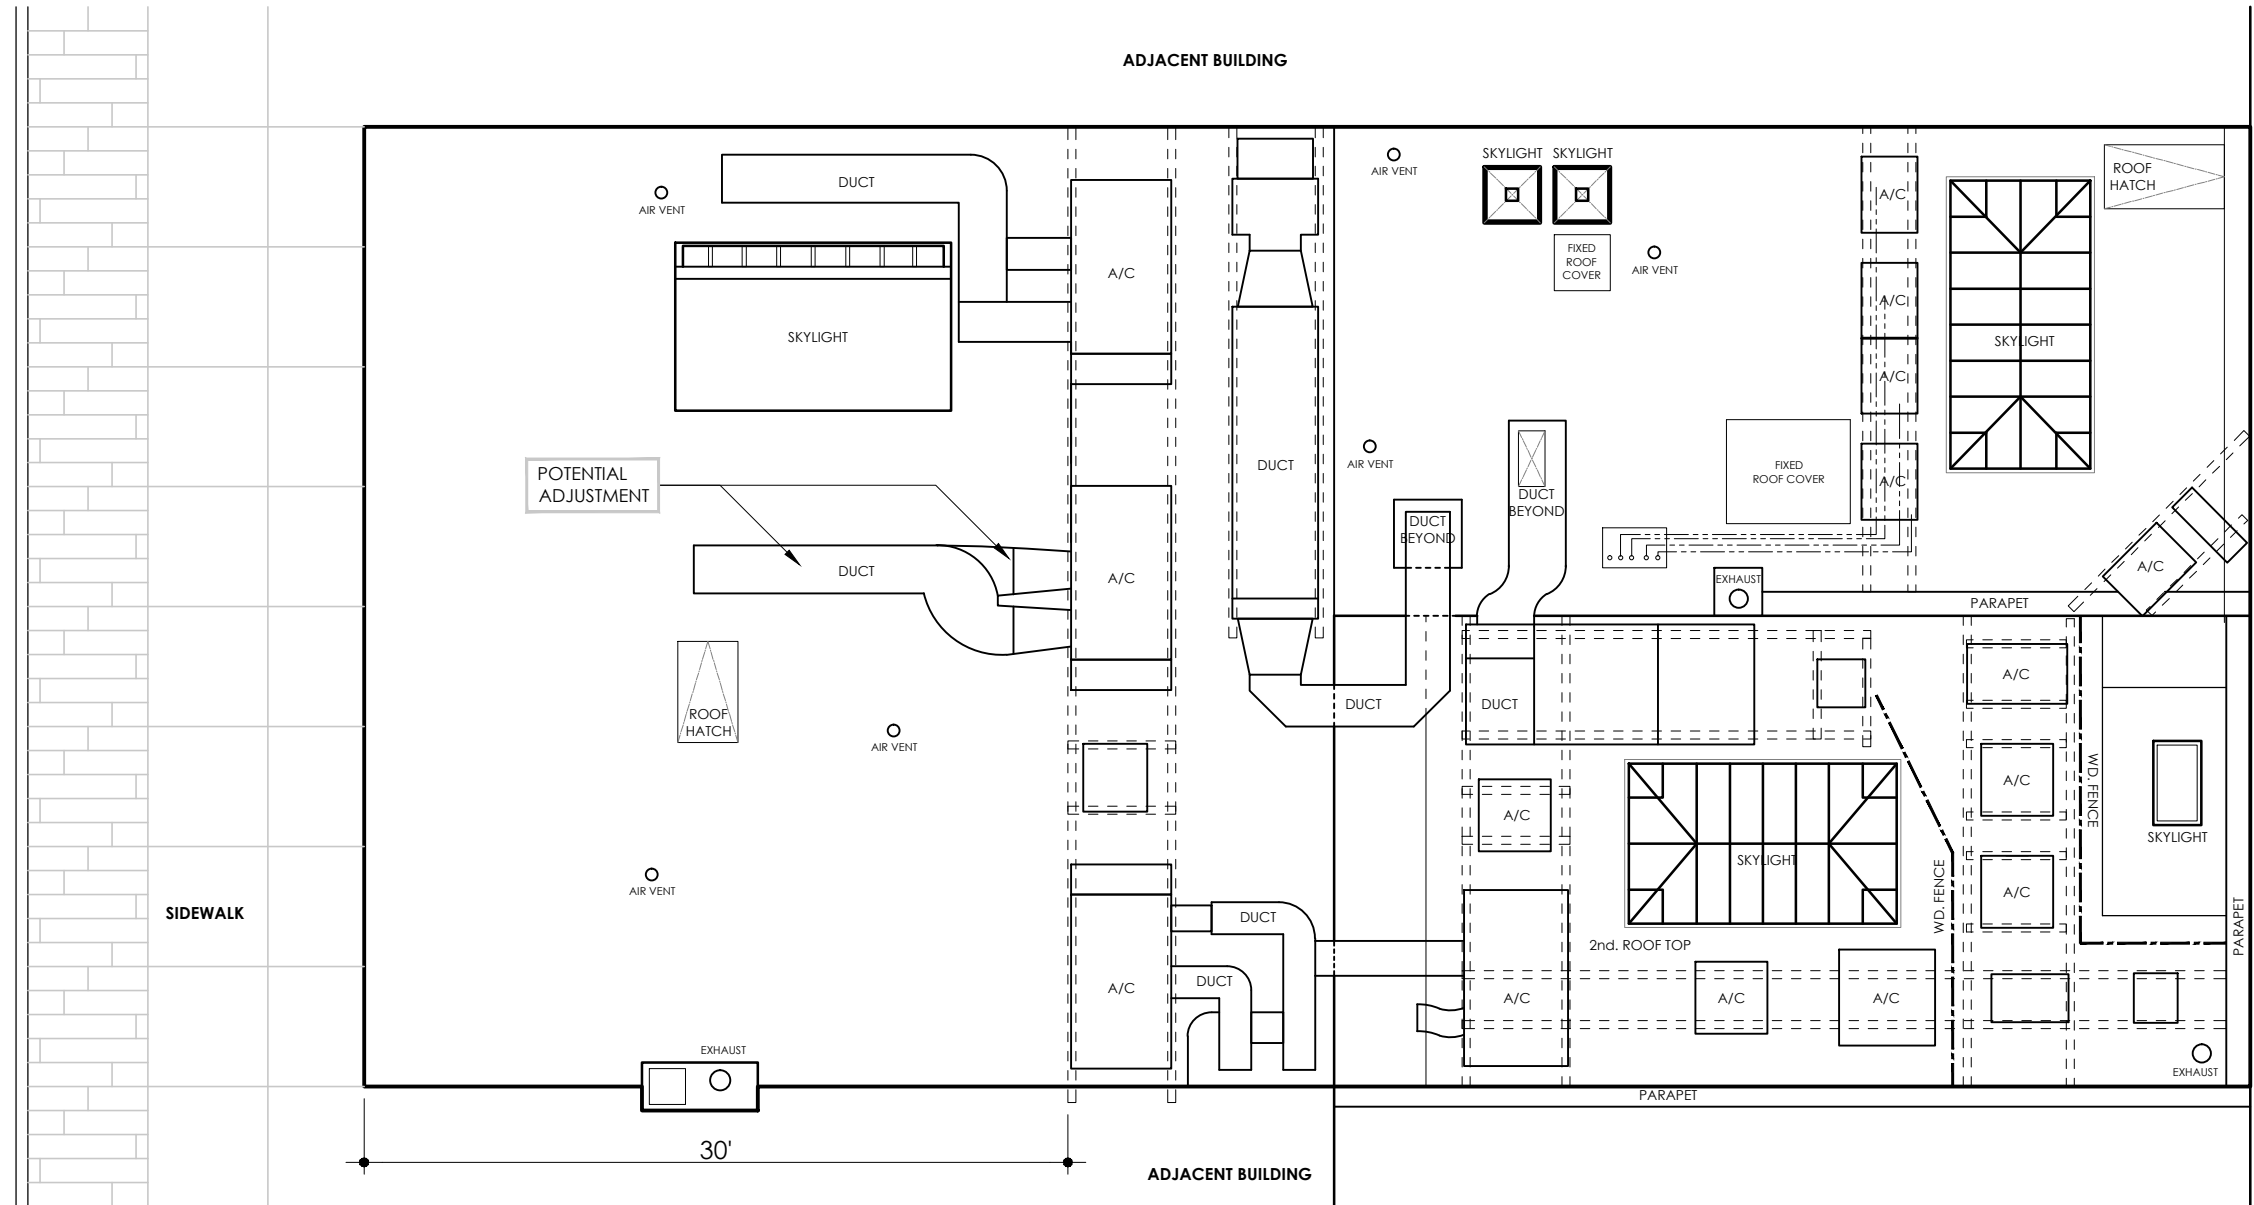 ADJACENT BUILDING
DUCT
AIR VENT
A/C
SKYLIGHT
POTENTIAL
ADJUSTMENT
DUCT
A/C
ROOF
HATCH
AIR VENT
AIR VENT
SIDEWALK
A/C
DUCT
DUCT
EXHAUST
30'
ADJACENT BUILDING
DUCT
DUCT
AIR VENT
SKYLIGHT
SKYLIGHT
FIXED
ROOF
COVER
AIR VENT
A/C
A/C
A/C
A/C
SKYLIGHT
ROOF
HATCH
AIR VENT
DUCT
BEYOND
DUCT
BEYOND
FIXED
ROOF COVER
EXHAUST
A/C
PARAPET
DUCT
A/C
SKYLIGHT
2nd. ROOF TOP
A/C
A/C
A/C
WD. FENCE
A/C
A/C
A/C
WD. FENCE
SKYLIGHT
PARAPET
EXHAUST
PARAPET